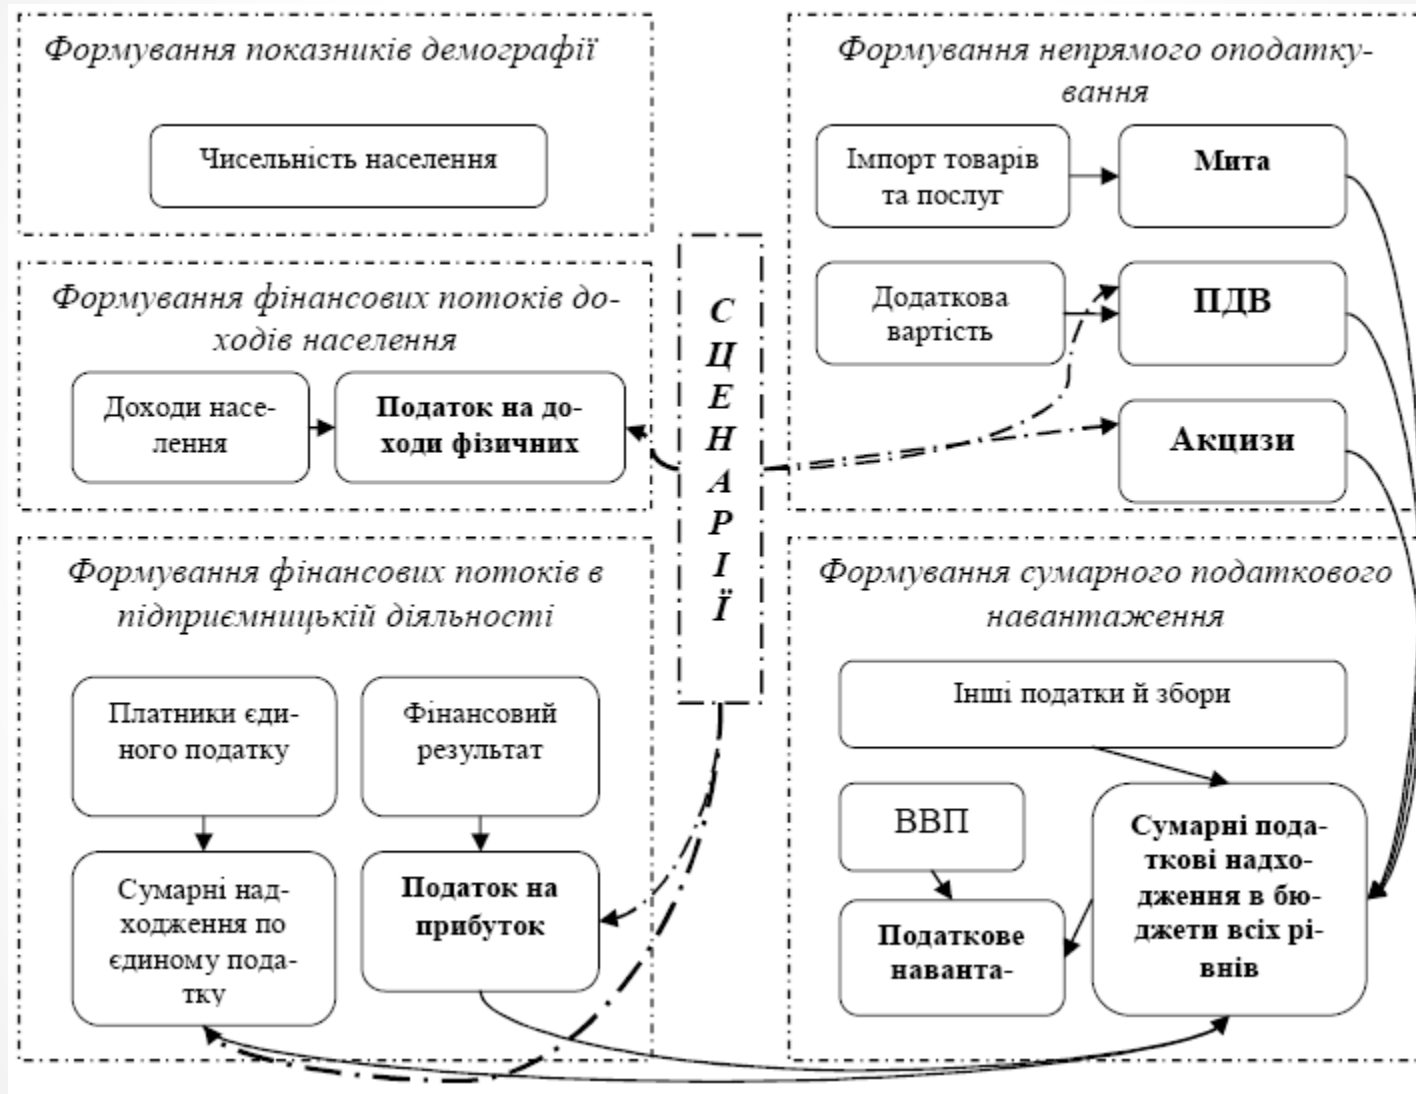 Формування показників демографії
Чисельність населення
Формування фінансових потоків до-
ходів населення
Доходи насе-
лення
Податок на до-
ходи фізичних
Формування фінансових потоків в
підприємницькій діяльності
Платники єди-
ного податку
Фінансовий
результат
Сумарні над-
ходження по
єдиному пода-
тку
Податок на
прибуток
С
Ц
Е
Н
А
Р
І
Ї
Формування непрямого оподатку-
вання
Імпорт товарів
та послуг
Мита
Додаткова
вартість
ПДВ
Акцизи
Формування сумарного податкового
навантаження
Інші податки й збори
ВВП
Податкове
наванта-
Сумарні пода-
ткові надхо-
дження в бю-
джети всіх рі-
внів